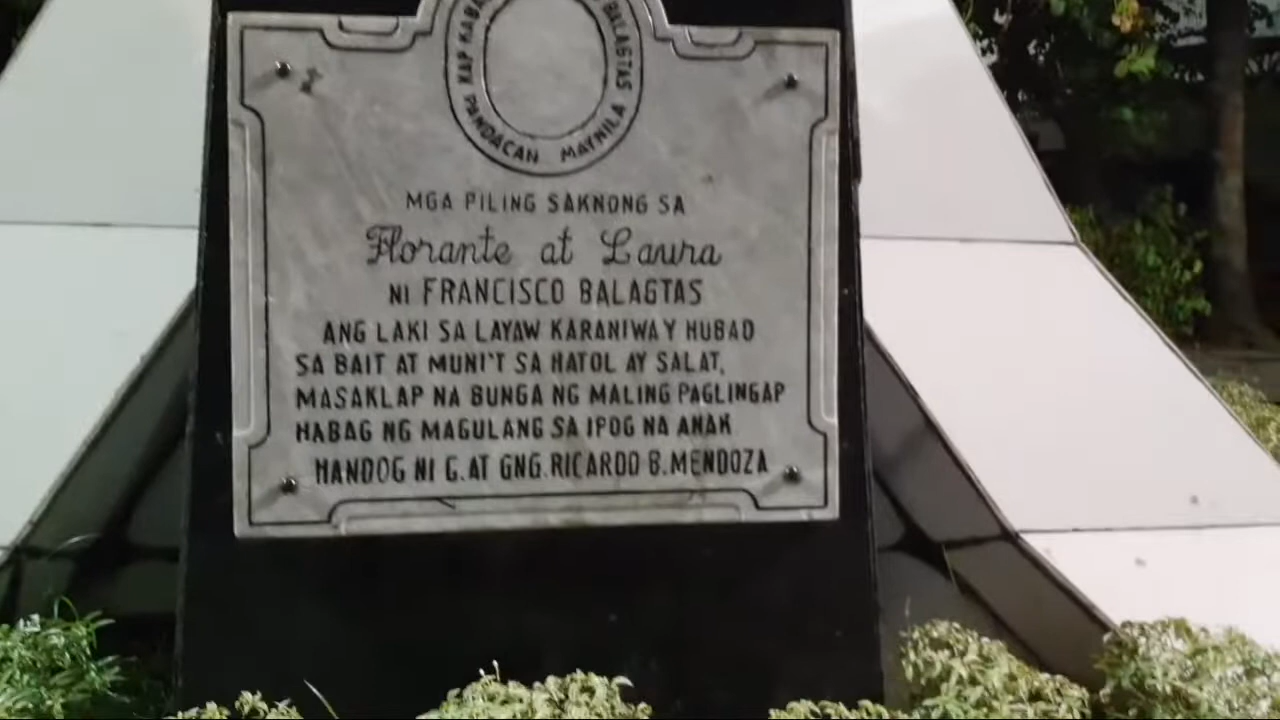 KAP
BALAGTAS
PANDACAN MAYNILA
MGA PILING SAKNONG SA
Florante at Laura
NI FRANCISCO BALAGTAS
ANG LAKI SA LAYAW KARANIWA'Y HUBAD
SA BAIT AT MUNI'T SA HATOL AY SALAT,
MASAKLAP NA BUNGA NG MALING PAGLINGAP
HABAG NG MAGULANG SA IPOG NA ANAK
HANDOG NI G. AT GNG. RICARDO B. MENDOZA